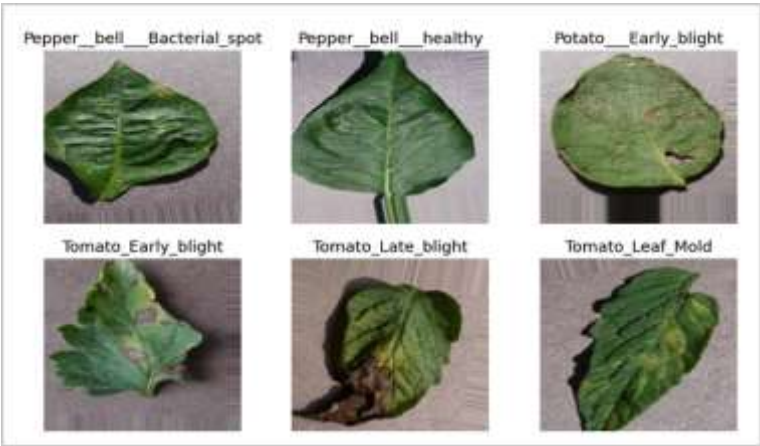 Pepper__bell___Bacterial_spot
Pepper__bell___healthy
Potato___Early_blight
Tomato_Early_blight
Tomato_Late_blight
Tomato_Leaf_Mold